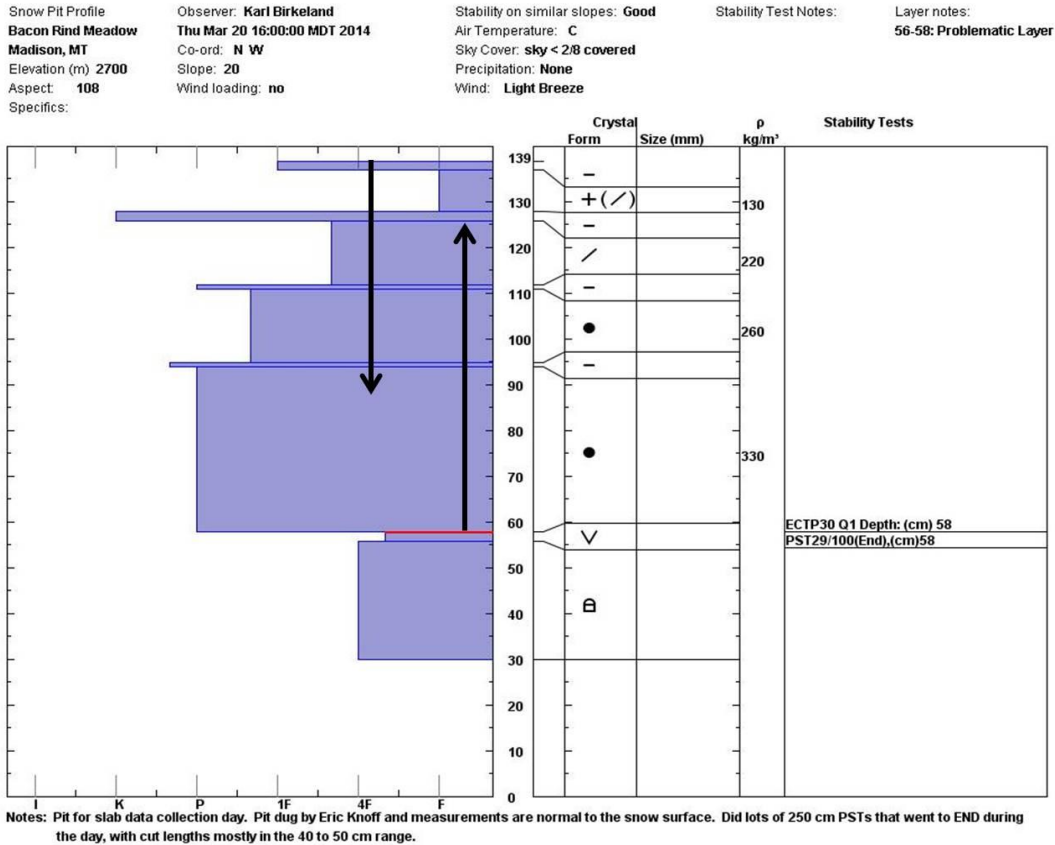 Snow Pit Profile
Bacon Rind Meadow
Madison, MT
Elevation (m) 2700
Aspect: 108
Specifics:
Observer: Karl Birkeland
Thu Mar 20 16:00:00 MDT 2014
Co-ord: N W
Slope: 20
Wind loading: no
Stability on similar slopes: Good
Air Temperature: C
Sky Cover: sky < 2/8 covered
Precipitation: None
Wind: Light Breeze
Stability Test Notes:
Layer notes:
56-58: Problematic Layer
Crystal
Form
Size (mm)
ρ
kg/m³
Stability Tests
139
130
120
110
100
90
80
70
60
50
40
30
20
10
0
I K P 1F 4F F
+ (/)
130
220
260
330
ECTP30 Q1 Depth: (cm) 58
PST29/100(End),(cm)58
Notes: Pit for slab data collection day. Pit dug by Eric Knoff and measurements are normal to the snow surface. Did lots of 250 cm PSTs that went to END during
the day, with cut lengths mostly in the 40 to 50 cm range.